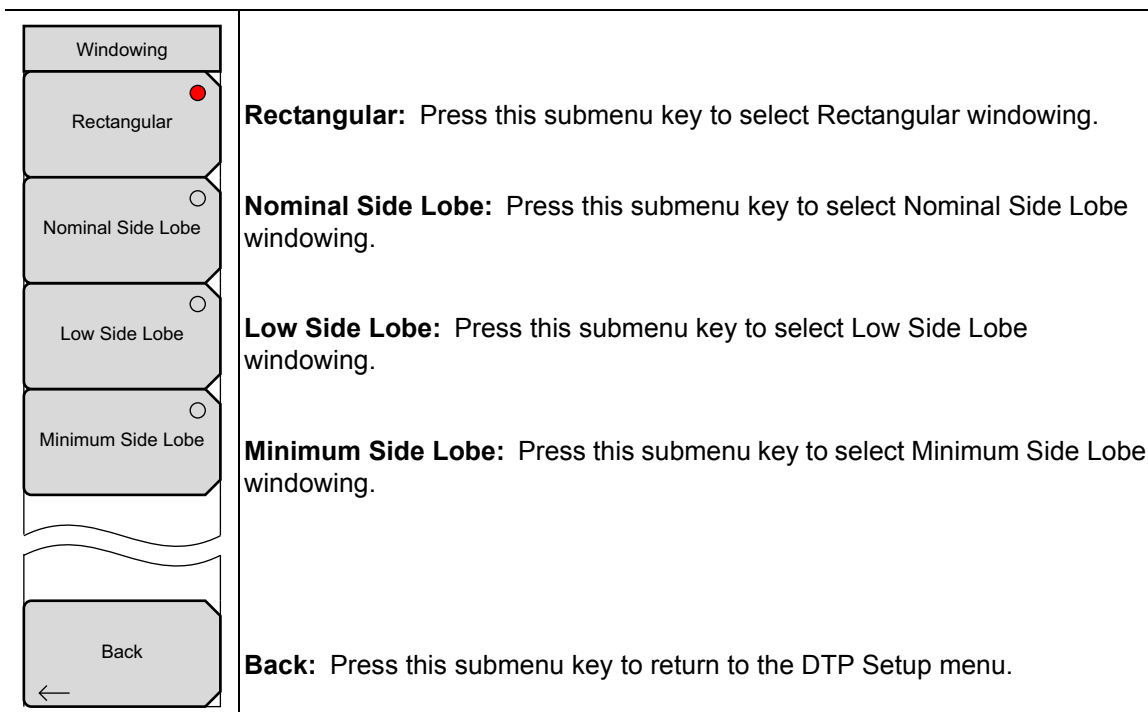 Windowing
Rectangular
Nominal Side Lobe
Low Side Lobe
Minimum Side Lobe
Back
Rectangular: Press this submenu key to select Rectangular windowing.
Nominal Side Lobe: Press this submenu key to select Nominal Side Lobe
windowing.
Low Side Lobe: Press this submenu key to select Low Side Lobe
windowing.
Minimum Side Lobe: Press this submenu key to select Minimum Side Lobe
windowing.
Back: Press this submenu key to return to the DTP Setup menu.